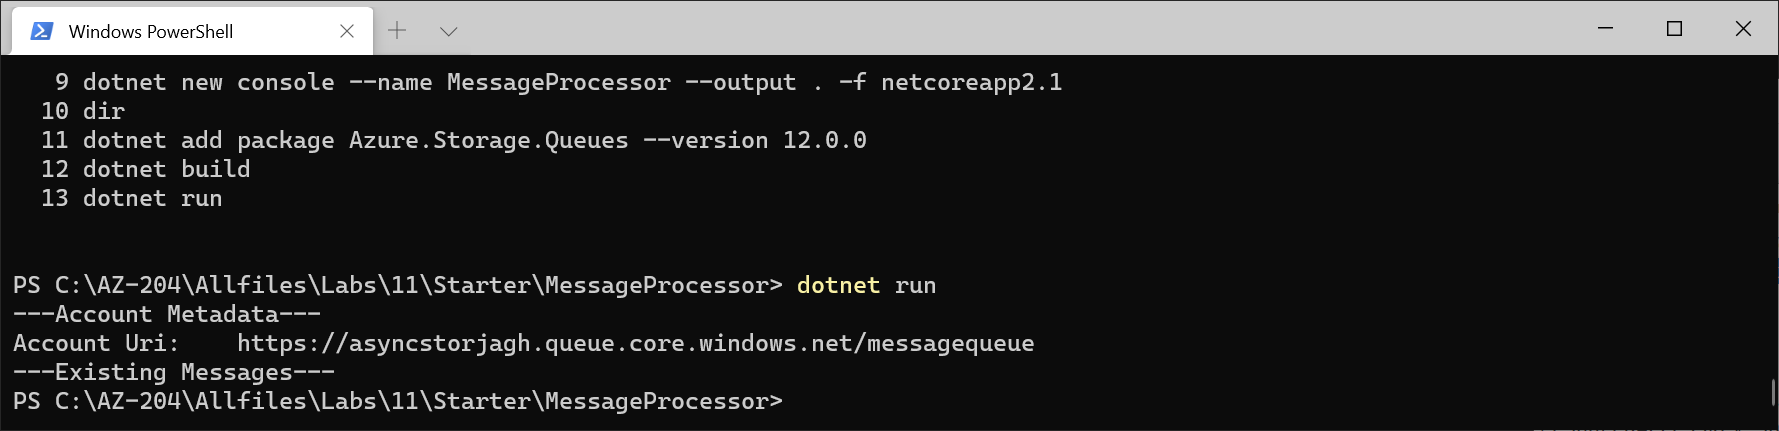 Windows PowerShell
9 dotnet new console --name MessageProcessor --output . -f netcoreapp2.1
10 dir
11 dotnet add package Azure.Storage.Queues --version 12.0.0
12 dotnet build
13 dotnet run
PS C:\AZ-204\Allfiles\Labs\11\Starter\MessageProcessor> dotnet run
---Account Metadata---
Account Uri:    https://asyncstorjagh.queue.core.windows.net/messagequeue
---Existing Messages---
PS C:\AZ-204\Allfiles\Labs\11\Starter\MessageProcessor>